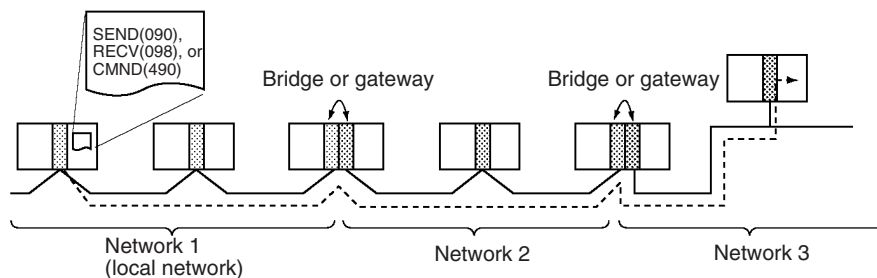 SEND(090),
RECV(098), or
CMND(490)
Bridge or gateway
Bridge or gateway
Network 1
(local network)
Network 2
Network 3